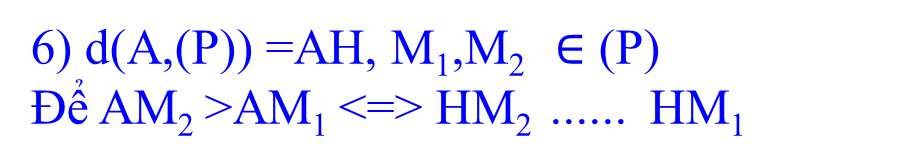 6) d(A,(P)) =AH, M₁,M₂ ∈ (P)
Để AM₂ >AM₁ <=> HM₂ ...... HM₁